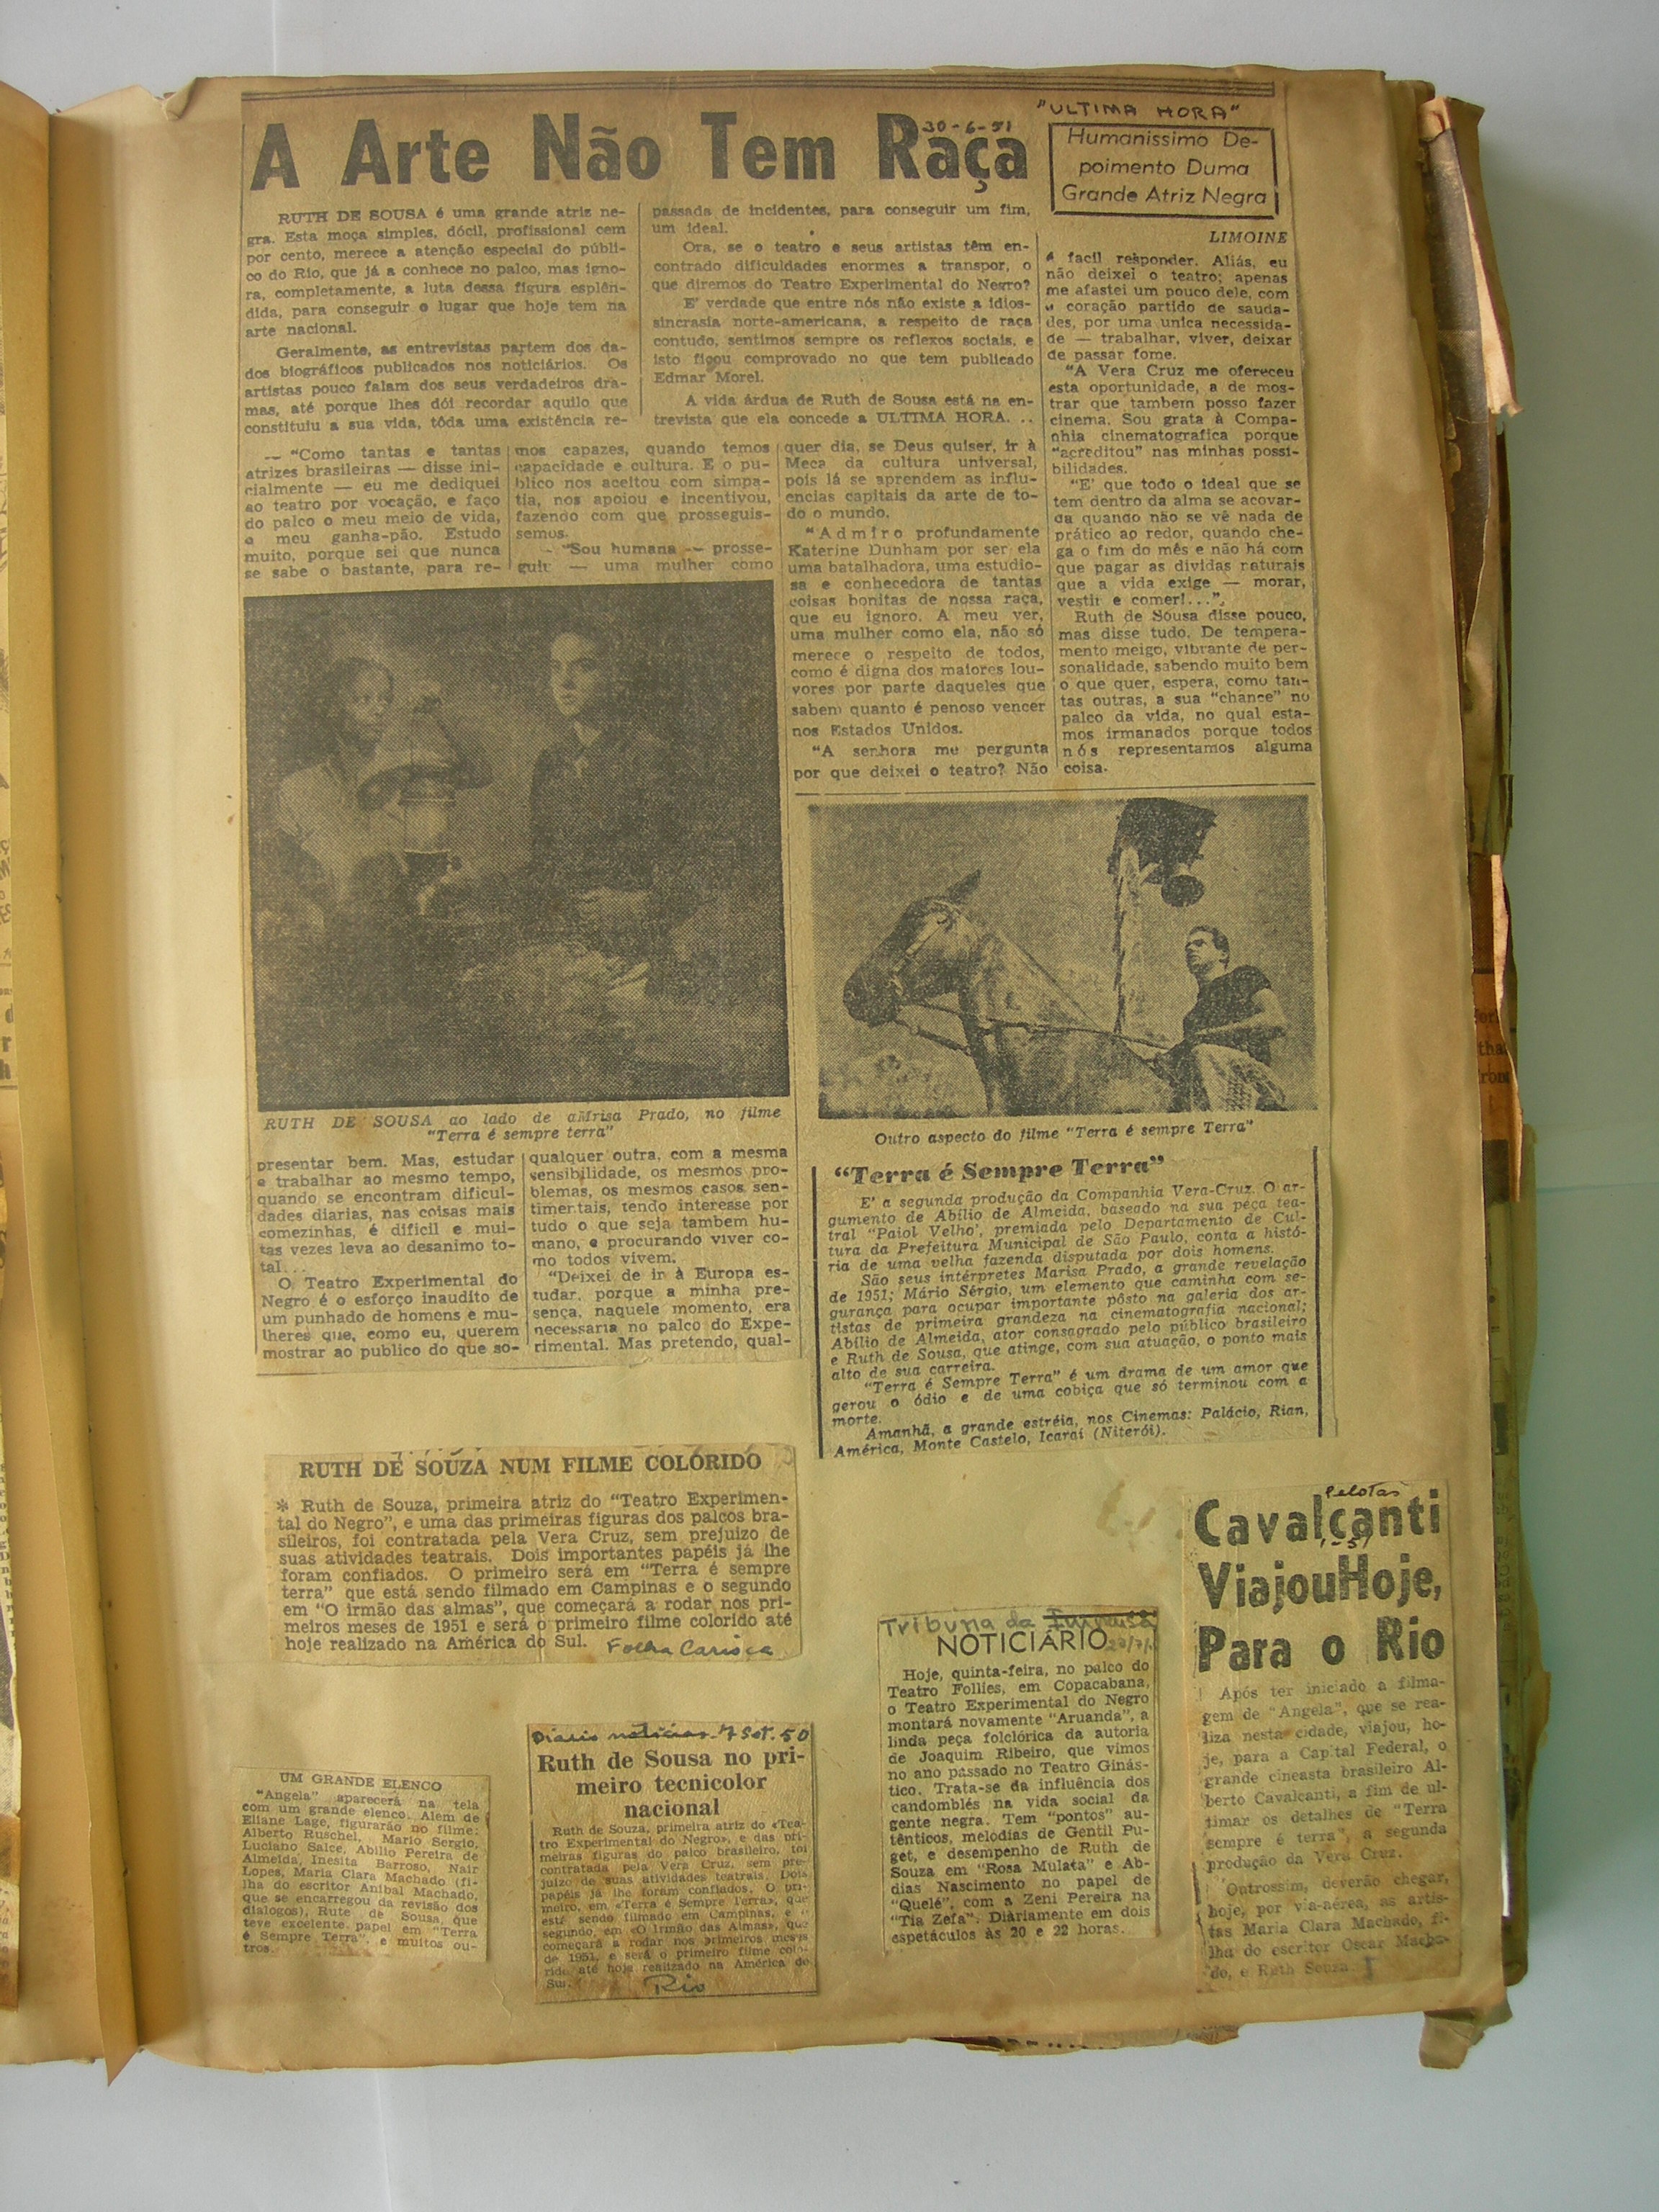 "ULTIMA HORA"
30-6-51
A Arte Não Tem Raça
Humanissimo De-
poimento Duma
Grande Atriz Negra
LIMOINE
RUTH DE SOUSA é uma grande atriz ne-
gra. Esta moça simples, dócil, profissional cem
por cento, merece a atenção especial do públi-
co do Rio, que já a conhece no palco, mas igno-
ra, completamente, a luta dessa figura esplên-
dida, para conseguir o lugar que hoje tem na
arte nacional.
Geralmente, as entrevistas partem dos da-
dos biográficos publicados nos noticiários. Os
artistas pouco falam dos seus verdadeiros dra-
mas, até porque lhes dói recordar aquilo que
constituiu a sua vida, tôda uma existência re-
passada de incidentes, para conseguir um fim,
um ideal.
Ora, se o teatro e seus artistas têm en-
contrado dificuldades enormes a transpor, o
que diremos do Teatro Experimental do Negro?
E' verdade que entre nós não existe a idios-
sincrasia norte-americana, a respeito de raça
contudo, sentimos sempre os reflexos sociais, e
isto ficou comprovado no que tem publicado
Edmar Morel.
A vida árdua de Ruth de Sousa está na en-
trevista que ela concede a ULTIMA HORA. ..
-- "Como tantas e tantas
atrizes brasileiras — disse ini-
cialmente — eu me dediquei
ao teatro por vocação, e faço
do palco o meu meio de vida,
o meu ganha-pão. Estudo
muito, porque sei que nunca
se sabe o bastante, para re-
presentar bem. Mas, estudar
e trabalhar ao mesmo tempo,
quando se encontram dificul-
dades diarias, nas coisas mais
comezinhas, é dificil e mui-
tas vezes leva ao desanimo to-
tal...
O Teatro Experimental do
Negro é o esforço inaudito de
um punhado de homens e mu-
lheres que, como eu, querem
mostrar ao publico do que so-
mos capazes, quando temos
capacidade e cultura. E o pu-
blico nos aceitou com simpa-
tia, nos apoiou e incentivou,
fazendo com que prosseguis-
semos.
- "Sou humana -- prosse-
guiu — uma mulher como
qualquer outra, com a mesma
sensibilidade, os mesmos pro-
blemas, os mesmos casos sen-
timentais, tendo interesse por
tudo o que seja tambem hu-
mano, e procurando viver co-
mo todos vivem.
"Deixei de ir à Europa es-
tudar, porque a minha pre-
sença, naquele momento, era
necessaria no palco do Expe-
rimental. Mas pretendo, qual-
quer dia, se Deus quiser, ir à
Meca da cultura universal,
pois lá se aprendem as influ-
encias capitais da arte de to-
do o mundo.
"Admiro profundamente
Katerine Dunham por ser ela
uma batalhadora, uma estudio-
sa e conhecedora de tantas
coisas bonitas de nossa raça,
que eu ignoro. A meu ver,
uma mulher como ela, não só
merece o respeito de todos,
como é digna dos maiores lou-
vores por parte daqueles que
sabem quanto é penoso vencer
nos Estados Unidos.
"A senhora me pergunta
por que deixei o teatro? Não
é facil responder. Aliás, eu
não deixei o teatro; apenas
me afastei um pouco dele, com
o coração partido de sauda-
des, por uma unica necessida-
de — trabalhar, viver, deixar
de passar fome.
"A Vera Cruz me ofereceu
esta oportunidade, a de mos-
trar que tambem posso fazer
cinema. Sou grata à Compa-
nhia cinematografica porque
"acreditou" nas minhas possi-
bilidades.
"E' que todo o ideal que se
tem dentro da alma se acovar-
da quando não se vê nada de
prático ao redor, quando che-
ga o fim do mês e não há com
que pagar as dividas naturais
que a vida exige — morar,
vestir e comer!...".
Ruth de Sousa disse pouco,
mas disse tudo. De tempera-
mento meigo, vibrante de per-
sonalidade, sabendo muito bem
o que quer, espera, como tan-
tas outras, a sua "chance" no
palco da vida, no qual esta-
mos irmanados porque todos
nós representamos alguma
coisa.
RUTH DE SOUSA ao lado de aMrisa Prado, no filme
"Terra é sempre terra"
Outro aspecto do filme "Terra é sempre Terra"
"Terra é Sempre Terra"
E' a segunda produção da Companhia Vera-Cruz. O ar-
gumento de Abílio de Almeida, baseado na sua peça tea-
tral "Paiol Velho', premiada pelo Departamento de Cul-
tura da Prefeitura Municipal de São Paulo, conta a histó-
ria de uma velha fazenda disputada por dois homens.
São seus intérpretes Marisa Prado, a grande revelação
de 1951; Mário Sérgio, um elemento que caminha com se-
gurança para ocupar importante pôsto na galeria dos ar-
tistas de primeira grandeza na cinematografia nacional;
Abílio de Almeida, ator consagrado pelo público brasileiro
e Ruth de Sousa, que atinge, com sua atuação, o ponto mais
alto de sua carreira.
"Terra é Sempre Terra" é um drama de um amor que
gerou o ódio e de uma cobiça que só terminou com a
morte.
Amanhã, a grande estréia, nos Cinemas: Palácio, Rian,
América, Monte Castelo, Icaraí (Niterói).
RUTH DE SOUZA NUM FILME COLORIDO
* Ruth de Souza, primeira atriz do "Teatro Experimen-
tal do Negro", e uma das primeiras figuras dos palcos bra-
sileiros, foi contratada pela Vera Cruz, sem prejuizo de
suas atividades teatrais. Dois importantes papéis já lhe
foram confiados. O primeiro será em "Terra é sempre
terra" que está sendo filmado em Campinas e o segundo
em "O irmão das almas", que começará a rodar nos pri-
meiros meses de 1951 e será o primeiro filme colorido até
hoje realizado na América do Sul.
Folha Carioca
UM GRANDE ELENCO
"Angela" aparecerá na tela
com um grande elenco. Alem de
Eliane Lage, figurarão no filme:
Alberto Ruschel, Mario Sergio,
Luciano Salce, Abilio Pereira de
Almeida, Inesita Barroso, Nair
Lopes, Maria Clara Machado (fi-
lha do escritor Anibal Machado,
que se encarregou da revisão dos
dialogos), Rute de Sousa, que
teve excelente papel em "Terra
é Sempre Terra", e muitos ou-
tros.
Diario noticias - 7 Set. 50
Ruth de Sousa no pri-
meiro tecnicolor
nacional
Ruth de Souza, primeira atriz do «Tea-
tro Experimental do Negro», e das pri-
meiras figuras do palco brasileiro, foi
contratada pela Vera Cruz, sem pre-
juizo de suas atividades teatrais. Dois
papéis já lhe foram confiados. O pri-
meiro, em «Terra é Sempre Terra», que
está sendo filmado em Campinas, e o
segundo, em «O Irmão das Almas», que
começará a rodar nos primeiros meses
de 1951, e será o primeiro filme colo-
rido até hoje realizado na América do
Sul.
Rio
Tribuna da Imprensa
NOTICIÁRIO
Hoje, quinta-feira, no palco do
Teatro Follies, em Copacabana,
o Teatro Experimental do Negro
montará novamente "Aruanda", a
linda peça folclórica da autoria
de Joaquim Ribeiro, que vimos
no ano passado no Teatro Ginás-
tico. Trata-se da influência dos
candomblés na vida social da
gente negra. Tem "pontos" au-
tênticos, melodias de Gentil Pu-
get, e desempenho de Ruth de
Souza em "Rosa Mulata" e Ab-
dias Nascimento no papel de
"Quelé", com a Zeni Pereira na
"Tia Zefa". Diàriamente em dois
espetáculos às 20 e 22 horas.
Pelotas
1-51
Cavalcanti
Viajou Hoje,
Para o Rio
Após ter iniciado a filma-
gem de "Angela", que se rea-
liza nesta cidade, viajou, ho-
je, para a Capital Federal, o
grande cineasta brasileiro Al-
berto Cavalcanti, a fim de ul-
timar os detalhes de "Terra
sempre é terra", a segunda
produção da Vera Cruz.
Outrossim, deverão chegar,
hoje, por via-aérea, as artis-
tas Maria Clara Machado, fi-
lha do escritor Oscar Macha-
do, e Ruth Souza.